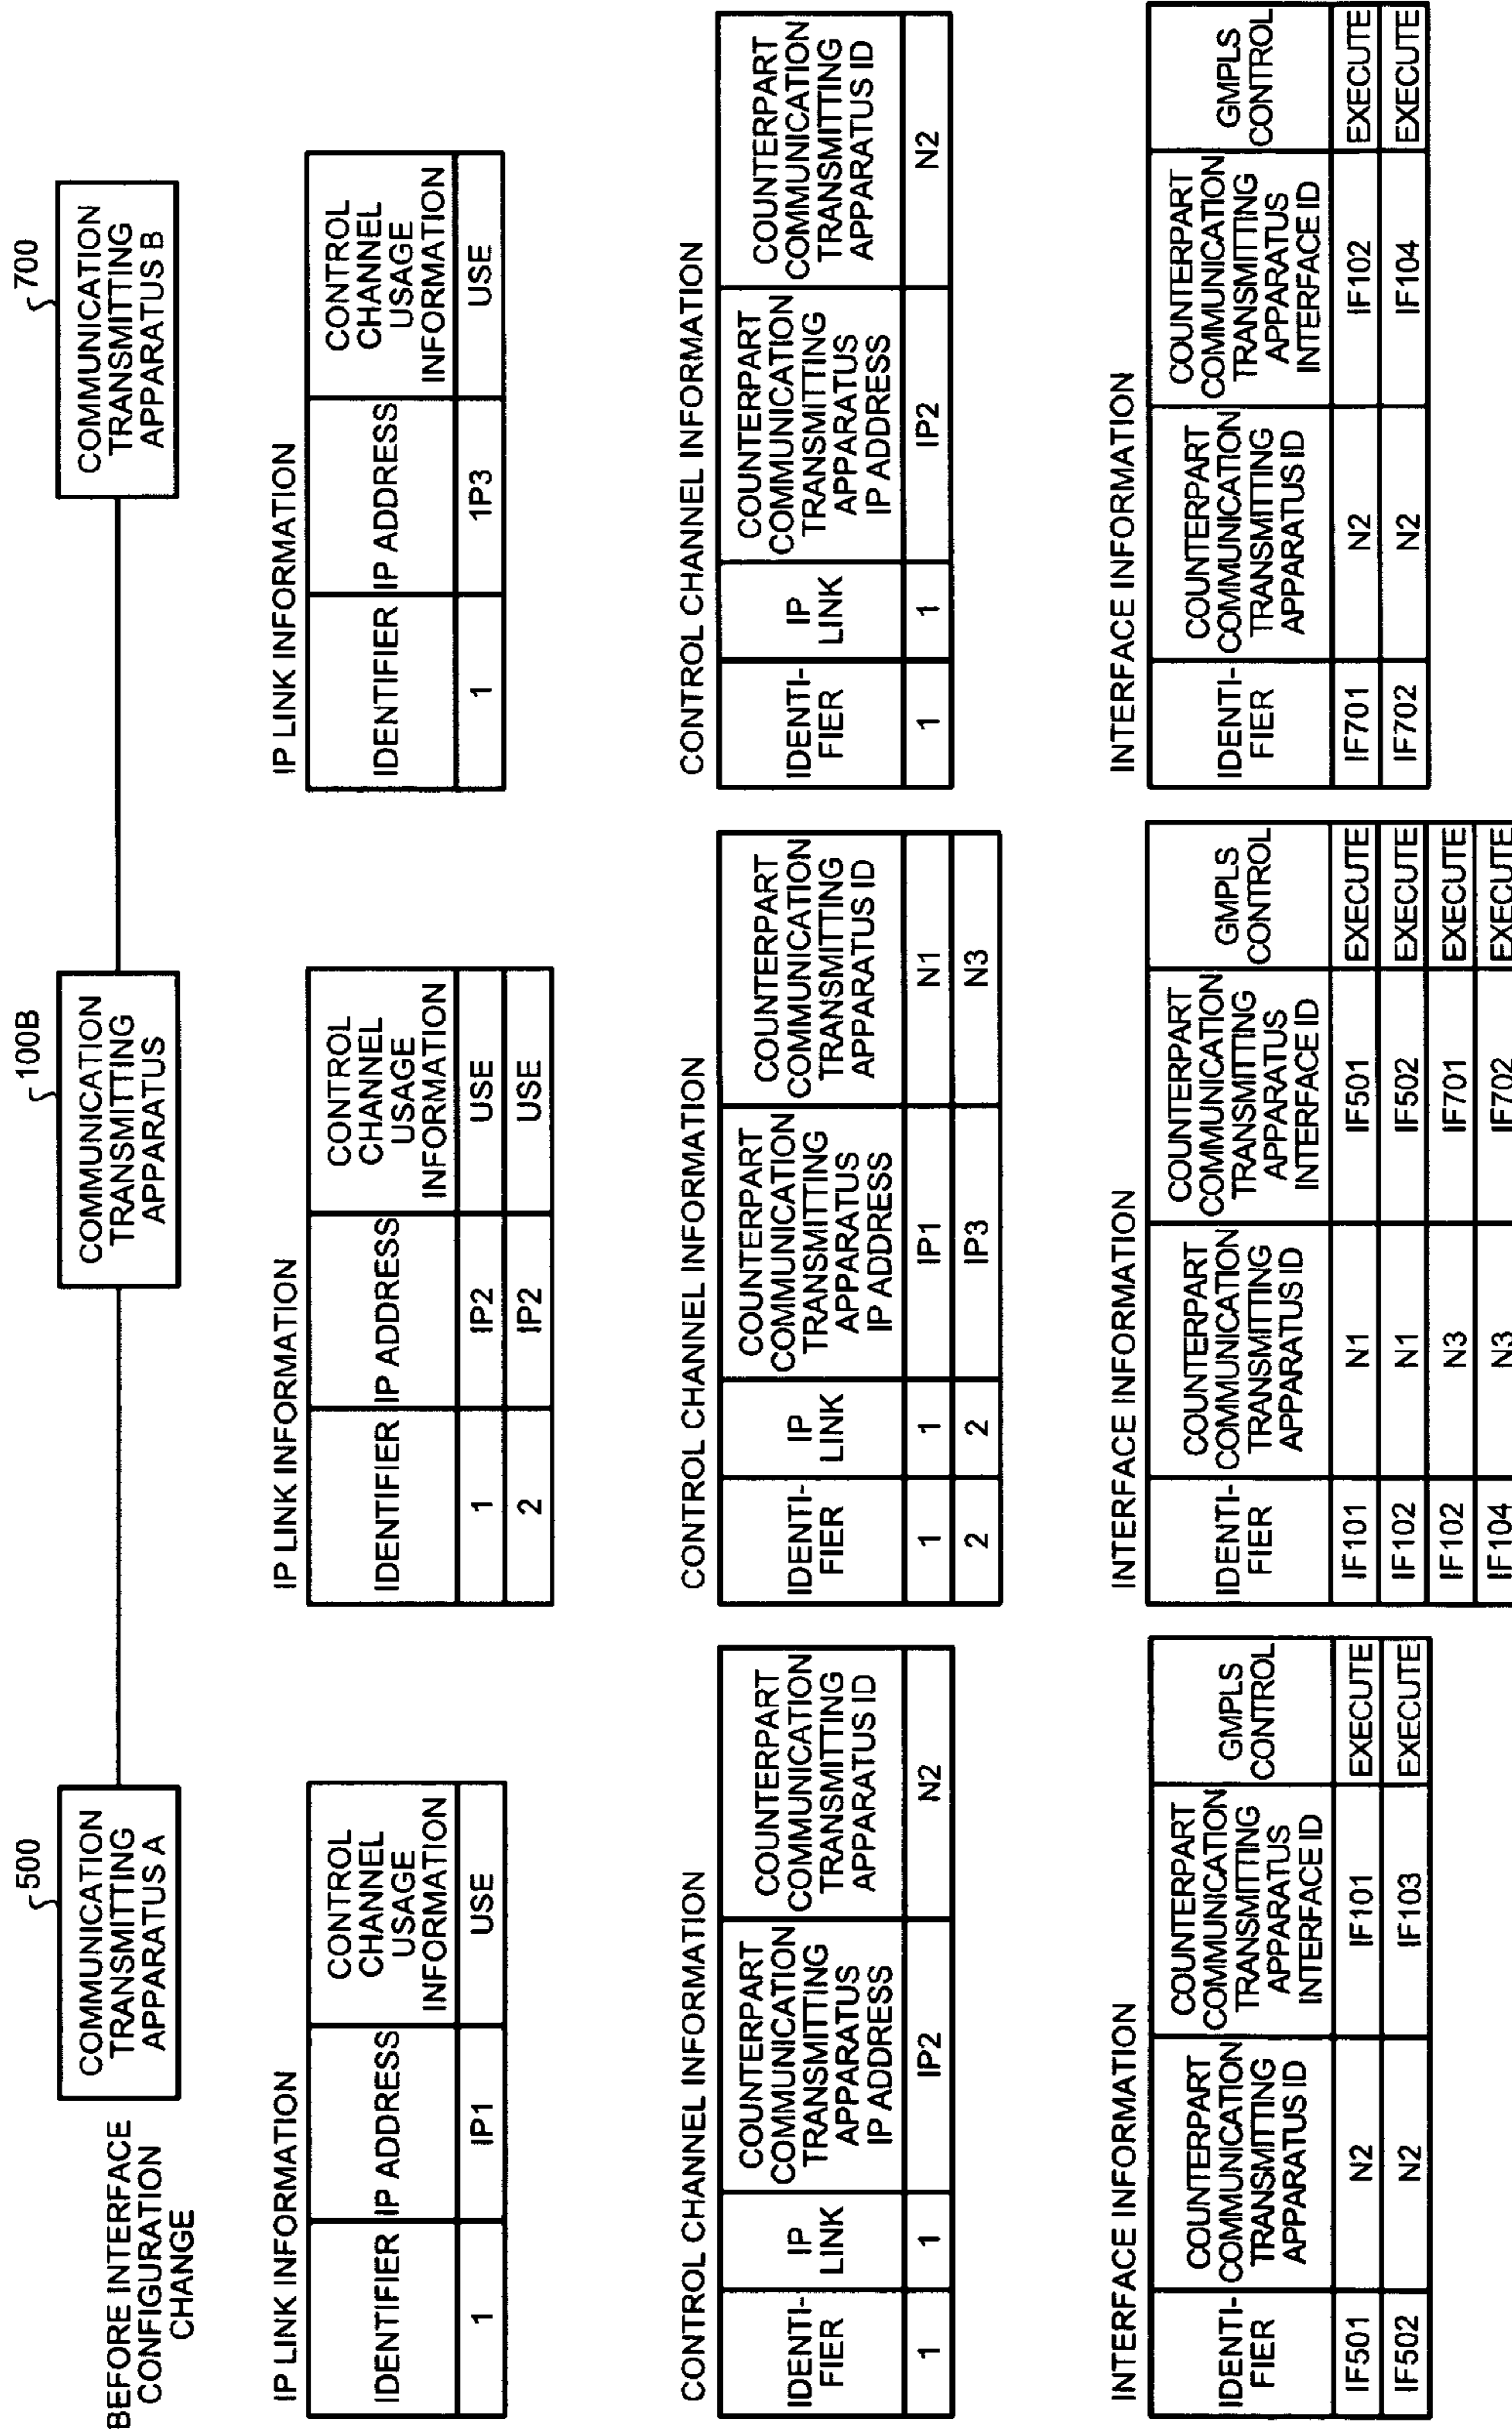 BEFORE INTERFACE
CONFIGURATION
CHANGE
500
COMMUNICATION
TRANSMITTING
APPARATUS A
100B
COMMUNICATION
TRANSMITTING
APPARATUS
700
COMMUNICATION
TRANSMITTING
APPARATUS B
IP LINK INFORMATION
IDENTIFIER IP ADDRESS CONTROL CHANNEL USAGE INFORMATION
1 IP1 USE
IP LINK INFORMATION
IDENTIFIER IP ADDRESS CONTROL CHANNEL USAGE INFORMATION
1 IP2 USE
2 IP2 USE
IP LINK INFORMATION
IDENTIFIER IP ADDRESS CONTROL CHANNEL USAGE INFORMATION
1 1P3 USE
CONTROL CHANNEL INFORMATION
IDENTI-FIER IP LINK COUNTERPART COMMUNICATION TRANSMITTING APPARATUS IP ADDRESS COUNTERPART COMMUNICATION TRANSMITTING APPARATUS ID
1 1 IP2 N2
CONTROL CHANNEL INFORMATION
IDENTI-FIER IP LINK COUNTERPART COMMUNICATION TRANSMITTING APPARATUS IP ADDRESS COUNTERPART COMMUNICATION TRANSMITTING APPARATUS ID
1 1 IP1 N1
2 2 IP3 N3
CONTROL CHANNEL INFORMATION
IDENTI-FIER IP LINK COUNTERPART COMMUNICATION TRANSMITTING APPARATUS IP ADDRESS COUNTERPART COMMUNICATION TRANSMITTING APPARATUS ID
1 1 IP2 N2
INTERFACE INFORMATION
IDENTI-FIER COUNTERPART COMMUNICATION TRANSMITTING APPARATUS ID COUNTERPART COMMUNICATION TRANSMITTING APPARATUS INTERFACE ID GMPLS CONTROL
IF501 N2 IF101 EXECUTE
IF502 N2 IF103 EXECUTE
INTERFACE INFORMATION
IDENTI-FIER COUNTERPART COMMUNICATION TRANSMITTING APPARATUS ID COUNTERPART COMMUNICATION TRANSMITTING APPARATUS INTERFACE ID GMPLS CONTROL
IF101 N1 IF501 EXECUTE
IF102 N1 IF502 EXECUTE
IF102 N3 IF701 EXECUTE
IF104 N3 IF702 EXECUTE
INTERFACE INFORMATION
IDENTI-FIER COUNTERPART COMMUNICATION TRANSMITTING APPARATUS ID COUNTERPART COMMUNICATION TRANSMITTING APPARATUS INTERFACE ID GMPLS CONTROL
IF701 N2 IF102 EXECUTE
IF702 N2 IF104 EXECUTE